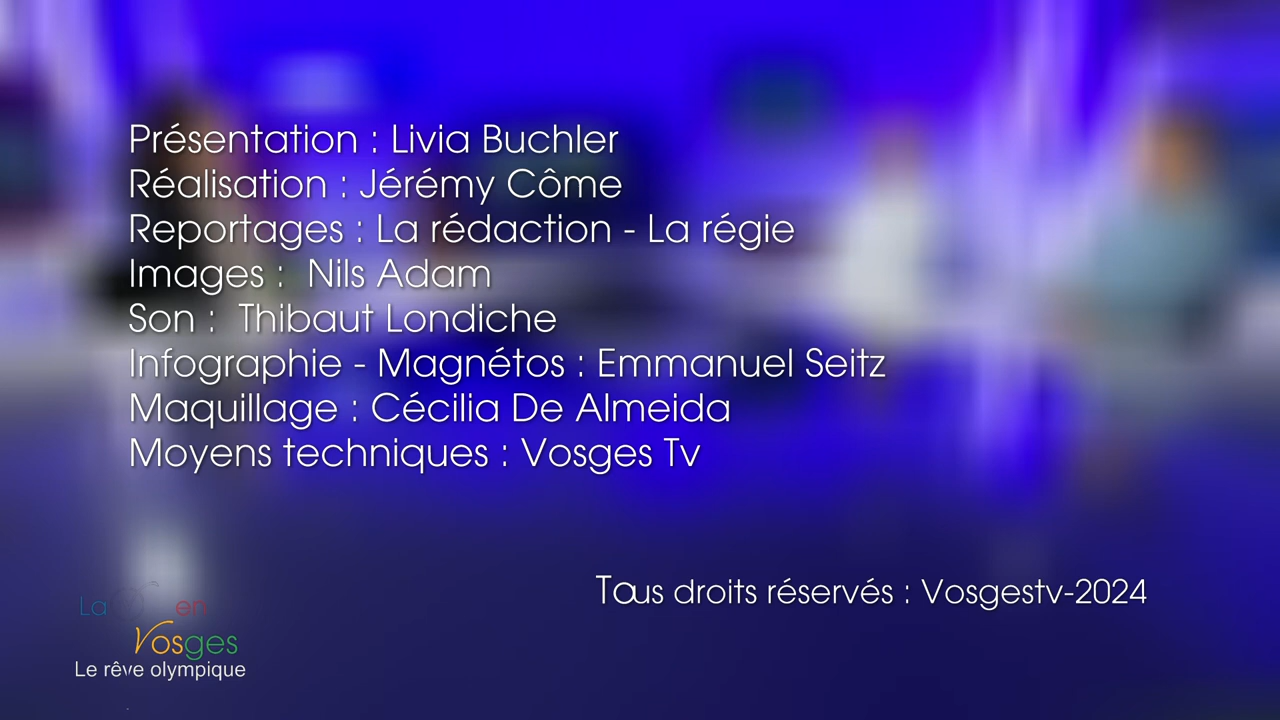 Présentation : Livia Buchler
Réalisation : Jérémy Côme
Reportages : La rédaction - La régie
Images : Nils Adam
Son : Thibaut Londiche
Infographie - Magnétos : Emmanuel Seitz
Maquillage : Cécilia De Almeida
Moyens techniques : Vosges Tv
Tous droits réservés : Vosgestv-2024
La en
Vosges
Le rêve olympique